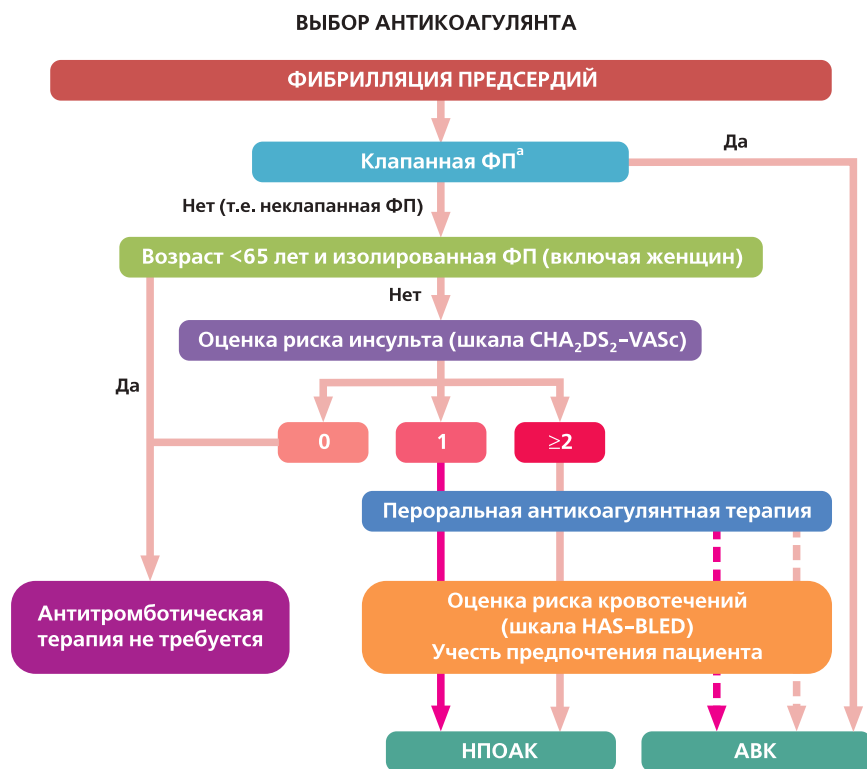 ВЫБОР АНТИКОАГУЛЯНТА
ФИБРИЛЛЯЦИЯ ПРЕДСЕРДИЙ
Да
Клапанная ФПª
Нет (т.е. неклапанная ФП)
Возраст <65 лет и изолированная ФП (включая женщин)
Нет
Оценка риска инсульта (шкала CHA₂DS₂–VASc)
Да
0
1
≥2
Пероральная антикоагулянтная терапия
Антитромботическая
терапия не требуется
Оценка риска кровотечений
(шкала HAS–BLED)
Учесть предпочтения пациента
НПОАК
АВК